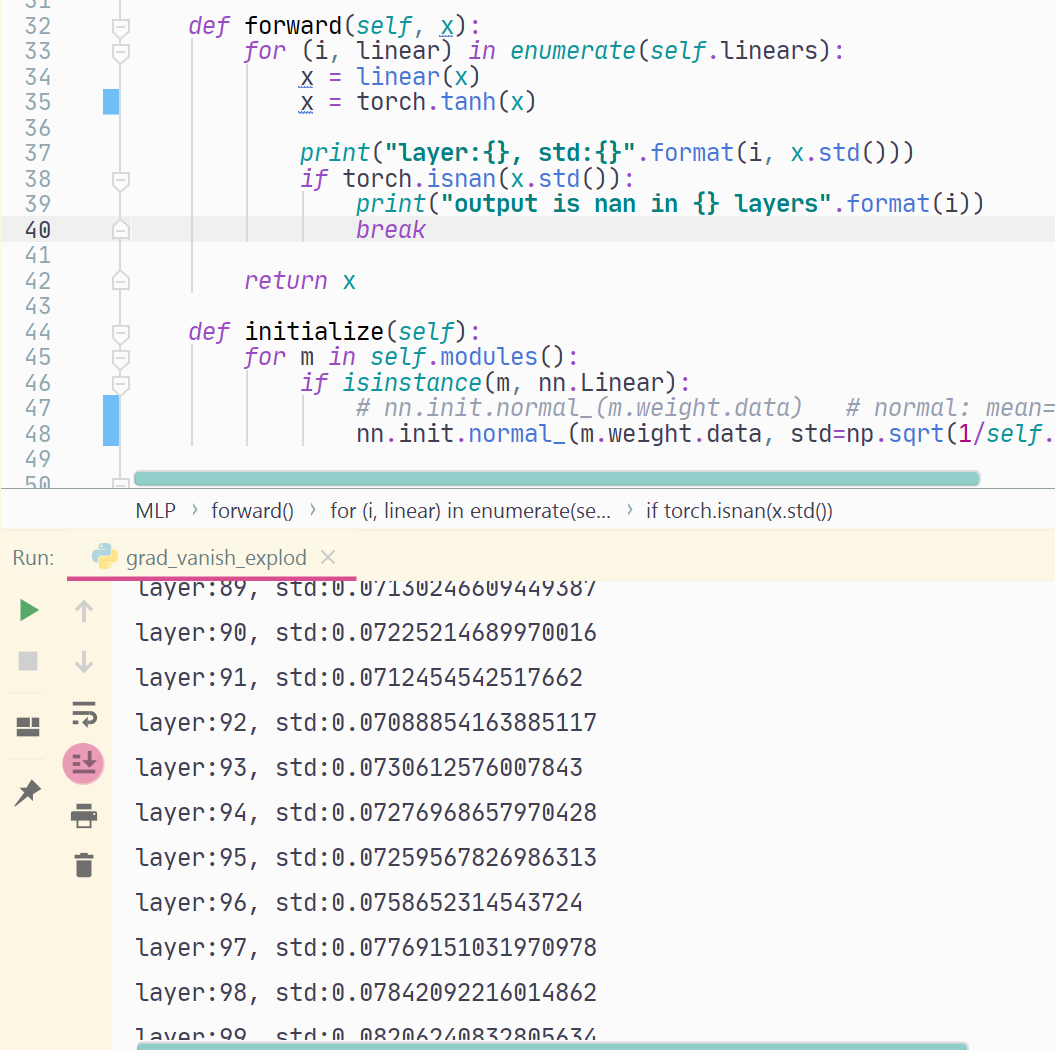 31
32 def forward(self, x):
33 for (i, linear) in enumerate(self.linears):
34 x = linear(x)
35 x = torch.tanh(x)
36
37 print("layer:{}, std:{}".format(i, x.std()))
38 if torch.isnan(x.std()):
39 print("output is nan in {} layers".format(i))
40 break
41
42 return x
43
44 def initialize(self):
45 for m in self.modules():
46 if isinstance(m, nn.Linear):
47 # nn.init.normal_(m.weight.data) # normal: mean=
48 nn.init.normal_(m.weight.data, std=np.sqrt(1/self.
49
50
MLP › forward() › for (i, linear) in enumerate(se... › if torch.isnan(x.std())
Run: grad_vanish_explod ×
layer:89, std:0.07130246609449387
layer:90, std:0.07225214689970016
layer:91, std:0.0712454542517662
layer:92, std:0.07088854163885117
layer:93, std:0.0730612576007843
layer:94, std:0.07276968657970428
layer:95, std:0.07259567826986313
layer:96, std:0.0758652314543724
layer:97, std:0.07769151031970978
layer:98, std:0.07842092216014862
layer:99, std:0.08206240832805634